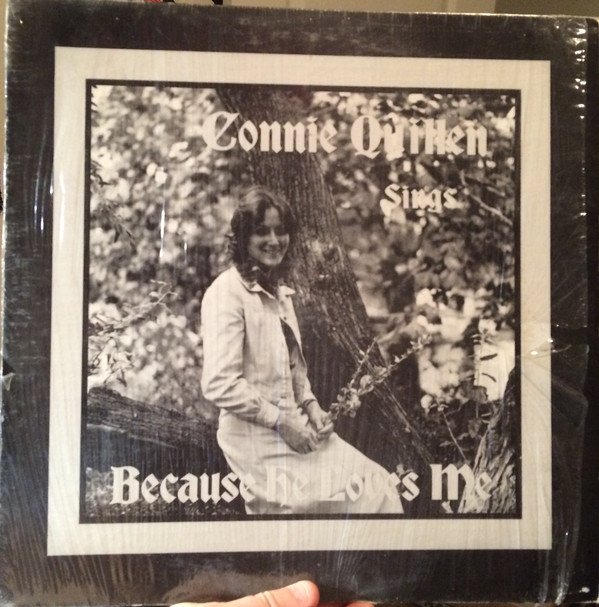 Connie Quillen
Sings
Because He Loves Me